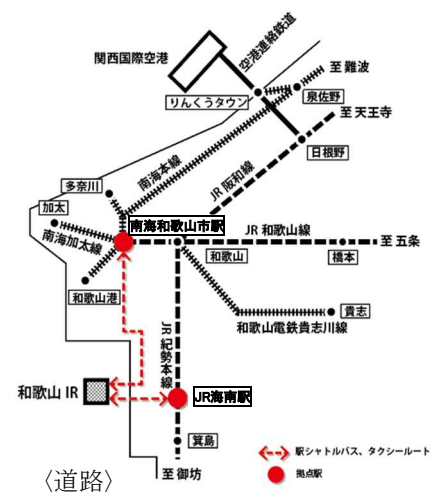 関西国際空港
空港連絡鉄道
至 難波
りんくうタウン
泉佐野
至 天王寺
日根野
南海本線
JR 阪和線
多奈川
加太
南海加太線
南海和歌山市駅
JR 和歌山線
至 五条
和歌山
橋本
和歌山港
貴志
和歌山電鉄貴志川線
JR 紀勢本線
和歌山 IR
JR海南駅
箕島
至 御坊
駅シャトルバス、タクシールート
拠点駅
〈道路〉